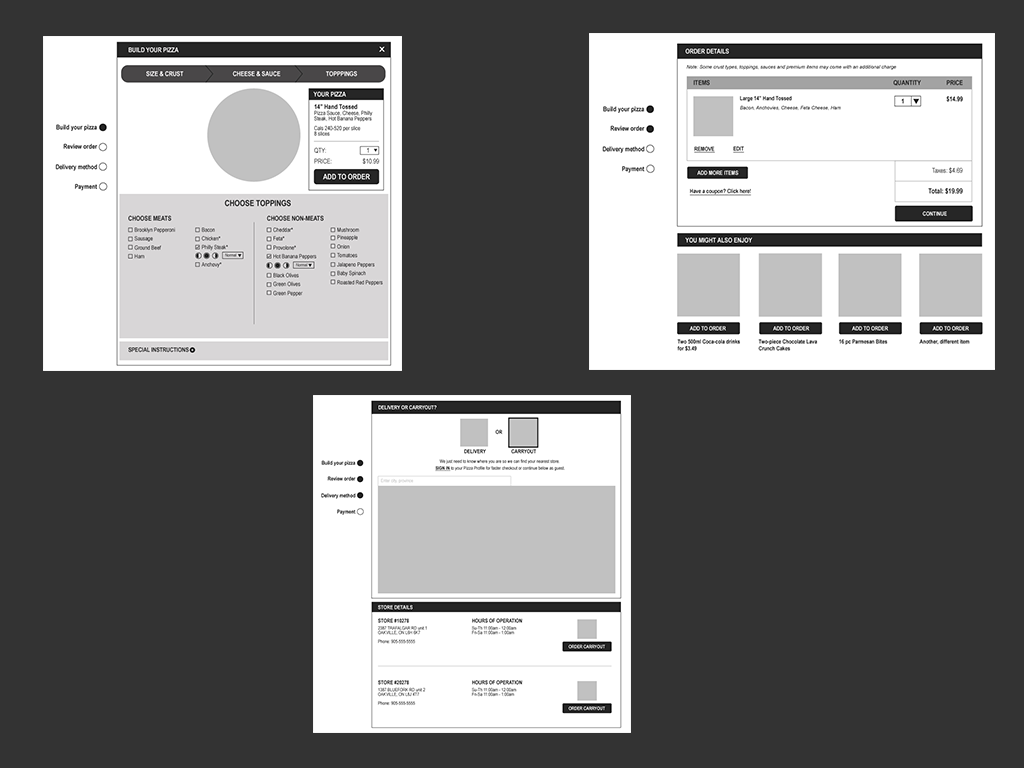 BUILD YOUR PIZZA X
SIZE & CRUST CHEESE & SAUCE TOPPPINGS
Build your pizza
Review order
Delivery method
Payment
YOUR PIZZA
14" Hand Tossed
Pizza Sauce, Cheese, Philly
Steak, Hot Banana Peppers
Cals 240-520 per slice
8 slices
QTY: 1
PRICE: $10.99
ADD TO ORDER
CHOOSE TOPPINGS
CHOOSE MEATS
Brooklyn Pepperoni
Sausage
Ground Beef
Ham
Bacon
Chicken*
Philly Steak*
Normal
Anchovy*
CHOOSE NON-MEATS
Cheddar*
Feta*
Provolone*
Hot Banana Peppers
Normal
Black Olives
Green Olives
Green Pepper
Mushroom
Pineapple
Onion
Tomatoes
Jalapeno Peppers
Baby Spinach
Roasted Red Peppers
SPECIAL INSTRUCTIONS
Build your pizza
Review order
Delivery method
Payment
ORDER DETAILS
Note: Some crust types, toppings, sauces and premium items may come with an additional charge
ITEMS QUANTITY PRICE
Large 14" Hand Tossed 1 $14.99
Bacon, Anchovies, Cheese, Feta Cheese, Ham
REMOVE EDIT
ADD MORE ITEMS
Have a coupon? Click here!
Taxes: $4.69
Total: $19.99
CONTINUE
YOU MIGHT ALSO ENJOY
ADD TO ORDER ADD TO ORDER ADD TO ORDER ADD TO ORDER
Two 500ml Coca-cola drinks
for $3.49
Two-piece Chocolate Lava
Crunch Cakes
16 pc Parmesan Bites
Another, different item
Build your pizza
Review order
Delivery method
Payment
DELIVERY OR CARRYOUT?
OR
DELIVERY CARRYOUT
We just need to know where you are so we can find your nearest store.
SIGN IN to your Pizza Profile for faster checkout or continue below as guest.
Enter city, province
STORE DETAILS
STORE #10278
2387 TRAFALGAR RD unit 1
OAKVILLE, ON L6H 6K7
Phone: 905-555-5555
HOURS OF OPERATION
Su-Th 11:00am - 12:00am
Fri-Sa 11:00am - 1:00am
ORDER CARRYOUT
STORE #20278
1387 BLUEFORK RD unit 2
OAKVILLE, ON
Phone: 905-555-5555
HOURS OF OPERATION
Su-Th 11:00am - 12:00am
Fri-Sa 11:00am - 1:00am
ORDER CARRYOUT